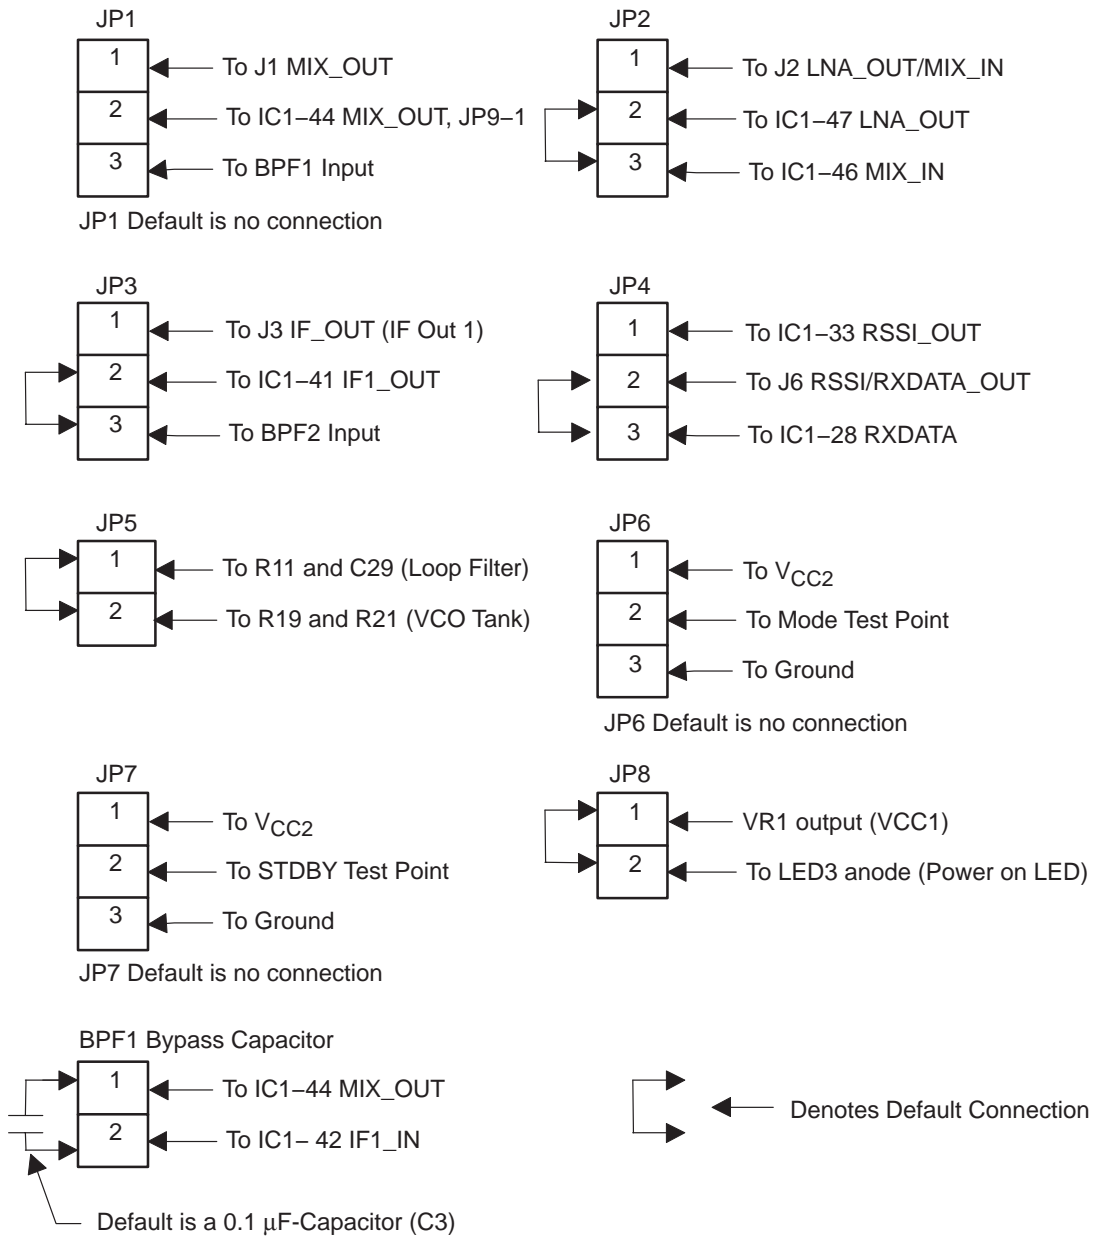 JP1
1
To J1 MIX_OUT
2
To IC1–44 MIX_OUT, JP9–1
3
To BPF1 Input
JP1 Default is no connection
JP2
1
To J2 LNA_OUT/MIX_IN
2
To IC1–47 LNA_OUT
3
To IC1–46 MIX_IN
JP3
1
To J3 IF_OUT (IF Out 1)
2
To IC1–41 IF1_OUT
3
To BPF2 Input
JP4
1
To IC1–33 RSSI_OUT
2
To J6 RSSI/RXDATA_OUT
3
To IC1–28 RXDATA
JP5
1
To R11 and C29 (Loop Filter)
2
To R19 and R21 (VCO Tank)
JP6
1
To VCC2
2
To Mode Test Point
3
To Ground
JP6 Default is no connection
JP7
1
To VCC2
2
To STDBY Test Point
3
To Ground
JP7 Default is no connection
JP8
1
VR1 output (VCC1)
2
To LED3 anode (Power on LED)
BPF1 Bypass Capacitor
1
To IC1–44 MIX_OUT
2
To IC1– 42 IF1_IN
Default is a 0.1 μF-Capacitor (C3)
Denotes Default Connection